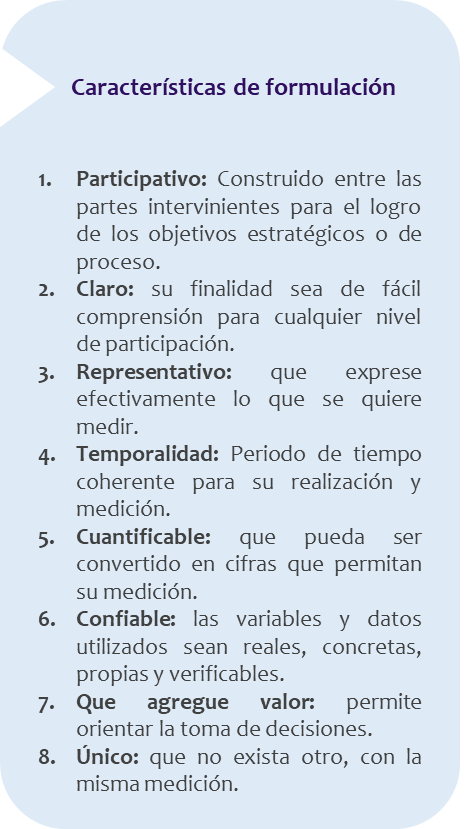 Características de formulación
1. Participativo: Construido entre las
partes intervinientes para el logro
de los objetivos estratégicos o de
proceso.
2. Claro: su finalidad sea de fácil
comprensión para cualquier nivel
de participación.
3. Representativo: que exprese
efectivamente lo que se quiere
medir.
4. Temporalidad: Periodo de tiempo
coherente para su realización y
medición.
5. Cuantificable: que pueda ser
convertido en cifras que permitan
su medición.
6. Confiable: las variables y datos
utilizados sean reales, concretas,
propias y verificables.
7. Que agregue valor: permite
orientar la toma de decisiones.
8. Único: que no exista otro, con la
misma medición.